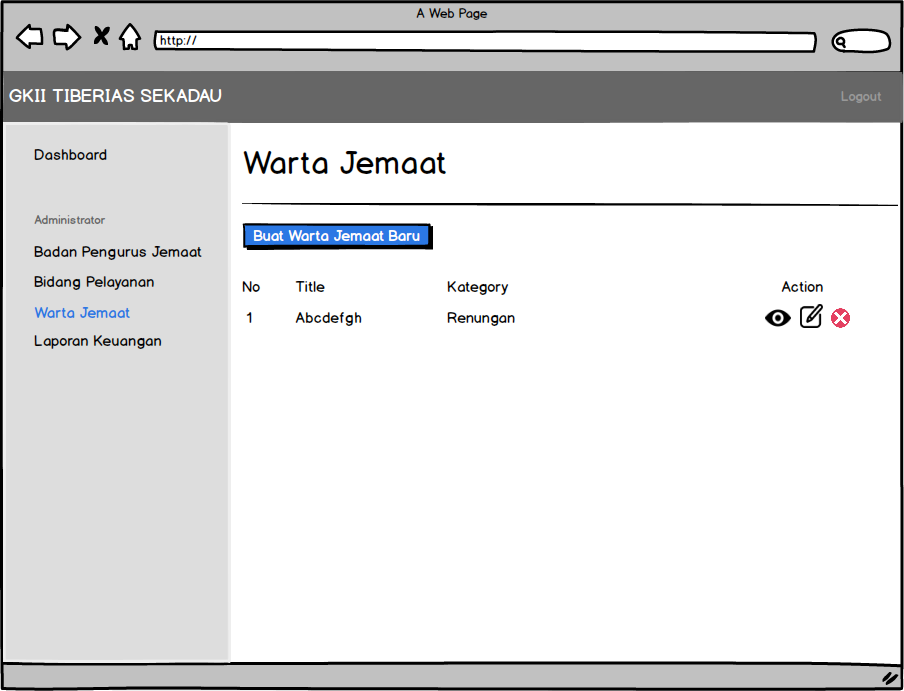 A Web Page
http://
GKII TIBERIAS SEKADAU
Logout
Dashboard
Administrator
Badan Pengurus Jemaat
Bidang Pelayanan
Warta Jemaat
Laporan Keuangan
Warta Jemaat
Buat Warta Jemaat Baru
No Title Kategory Action
1 Abcdefgh Renungan